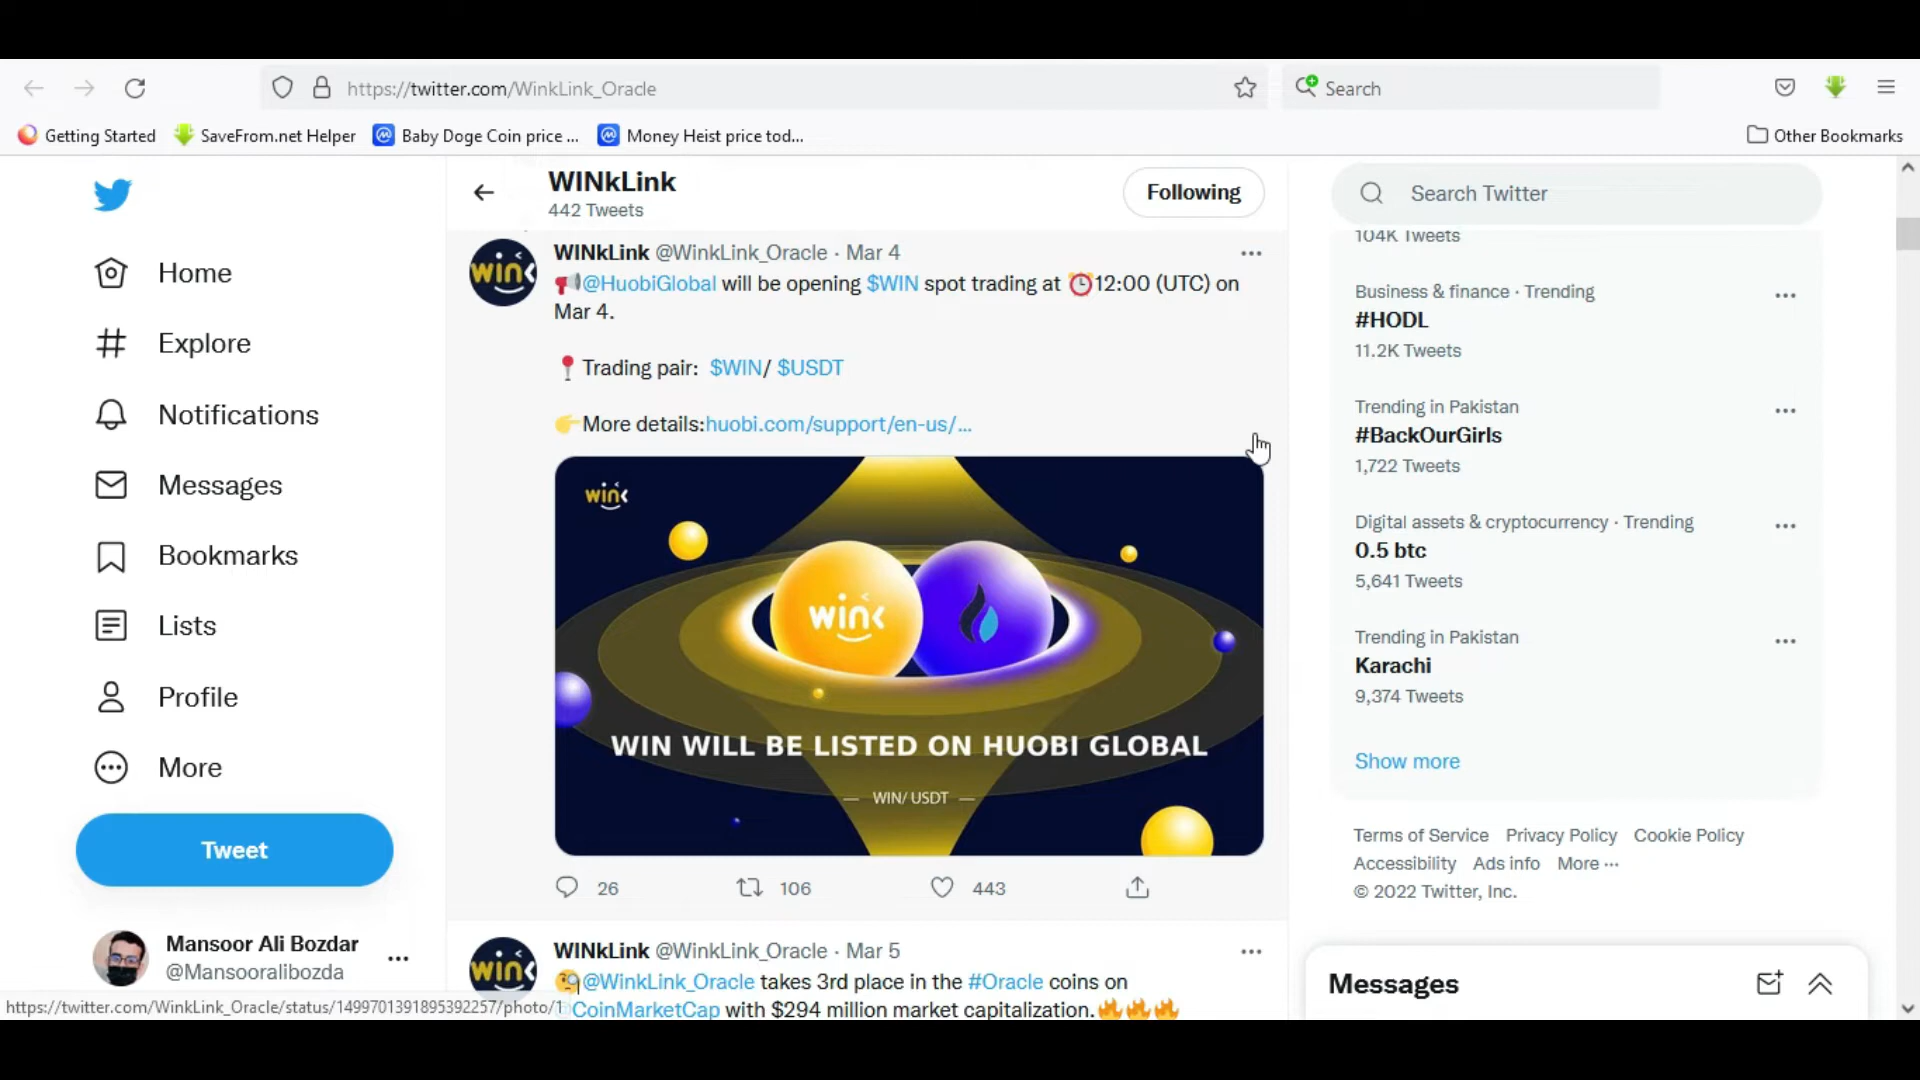 https://twitter.com/WinkLink_Oracle
Search
Getting Started
SaveFrom.net Helper
Baby Doge Coin price ...
Money Heist price tod...
Other Bookmarks
Home
Explore
Notifications
Messages
Bookmarks
Lists
Profile
More
Tweet
Mansoor Ali Bozdar
@Mansooralibozda
WINkLink
442 Tweets
Following
WINkLink @WinkLink_Oracle · Mar 4
@HuobiGlobal will be opening $WIN spot trading at 12:00 (UTC) on
Mar 4.
Trading pair: $WIN/ $USDT
More details:huobi.com/support/en-us/...
wink
wink
WIN WILL BE LISTED ON HUOBI GLOBAL
— WIN/ USDT —
26 106 443
WINkLink @WinkLink_Oracle · Mar 5
@WinkLink_Oracle takes 3rd place in the #Oracle coins on
@CoinMarketCap with $294 million market capitalization.
wink
wink
Search Twitter
104K Tweets
Business & finance · Trending
#HODL
11.2K Tweets
Trending in Pakistan
#BackOurGirls
1,722 Tweets
Digital assets & cryptocurrency · Trending
0.5 btc
5,641 Tweets
Trending in Pakistan
Karachi
9,374 Tweets
Show more
Terms of Service Privacy Policy Cookie Policy
Accessibility Ads info More ···
© 2022 Twitter, Inc.
Messages
https://twitter.com/WinkLink_Oracle/status/1499701391895392257/photo/1